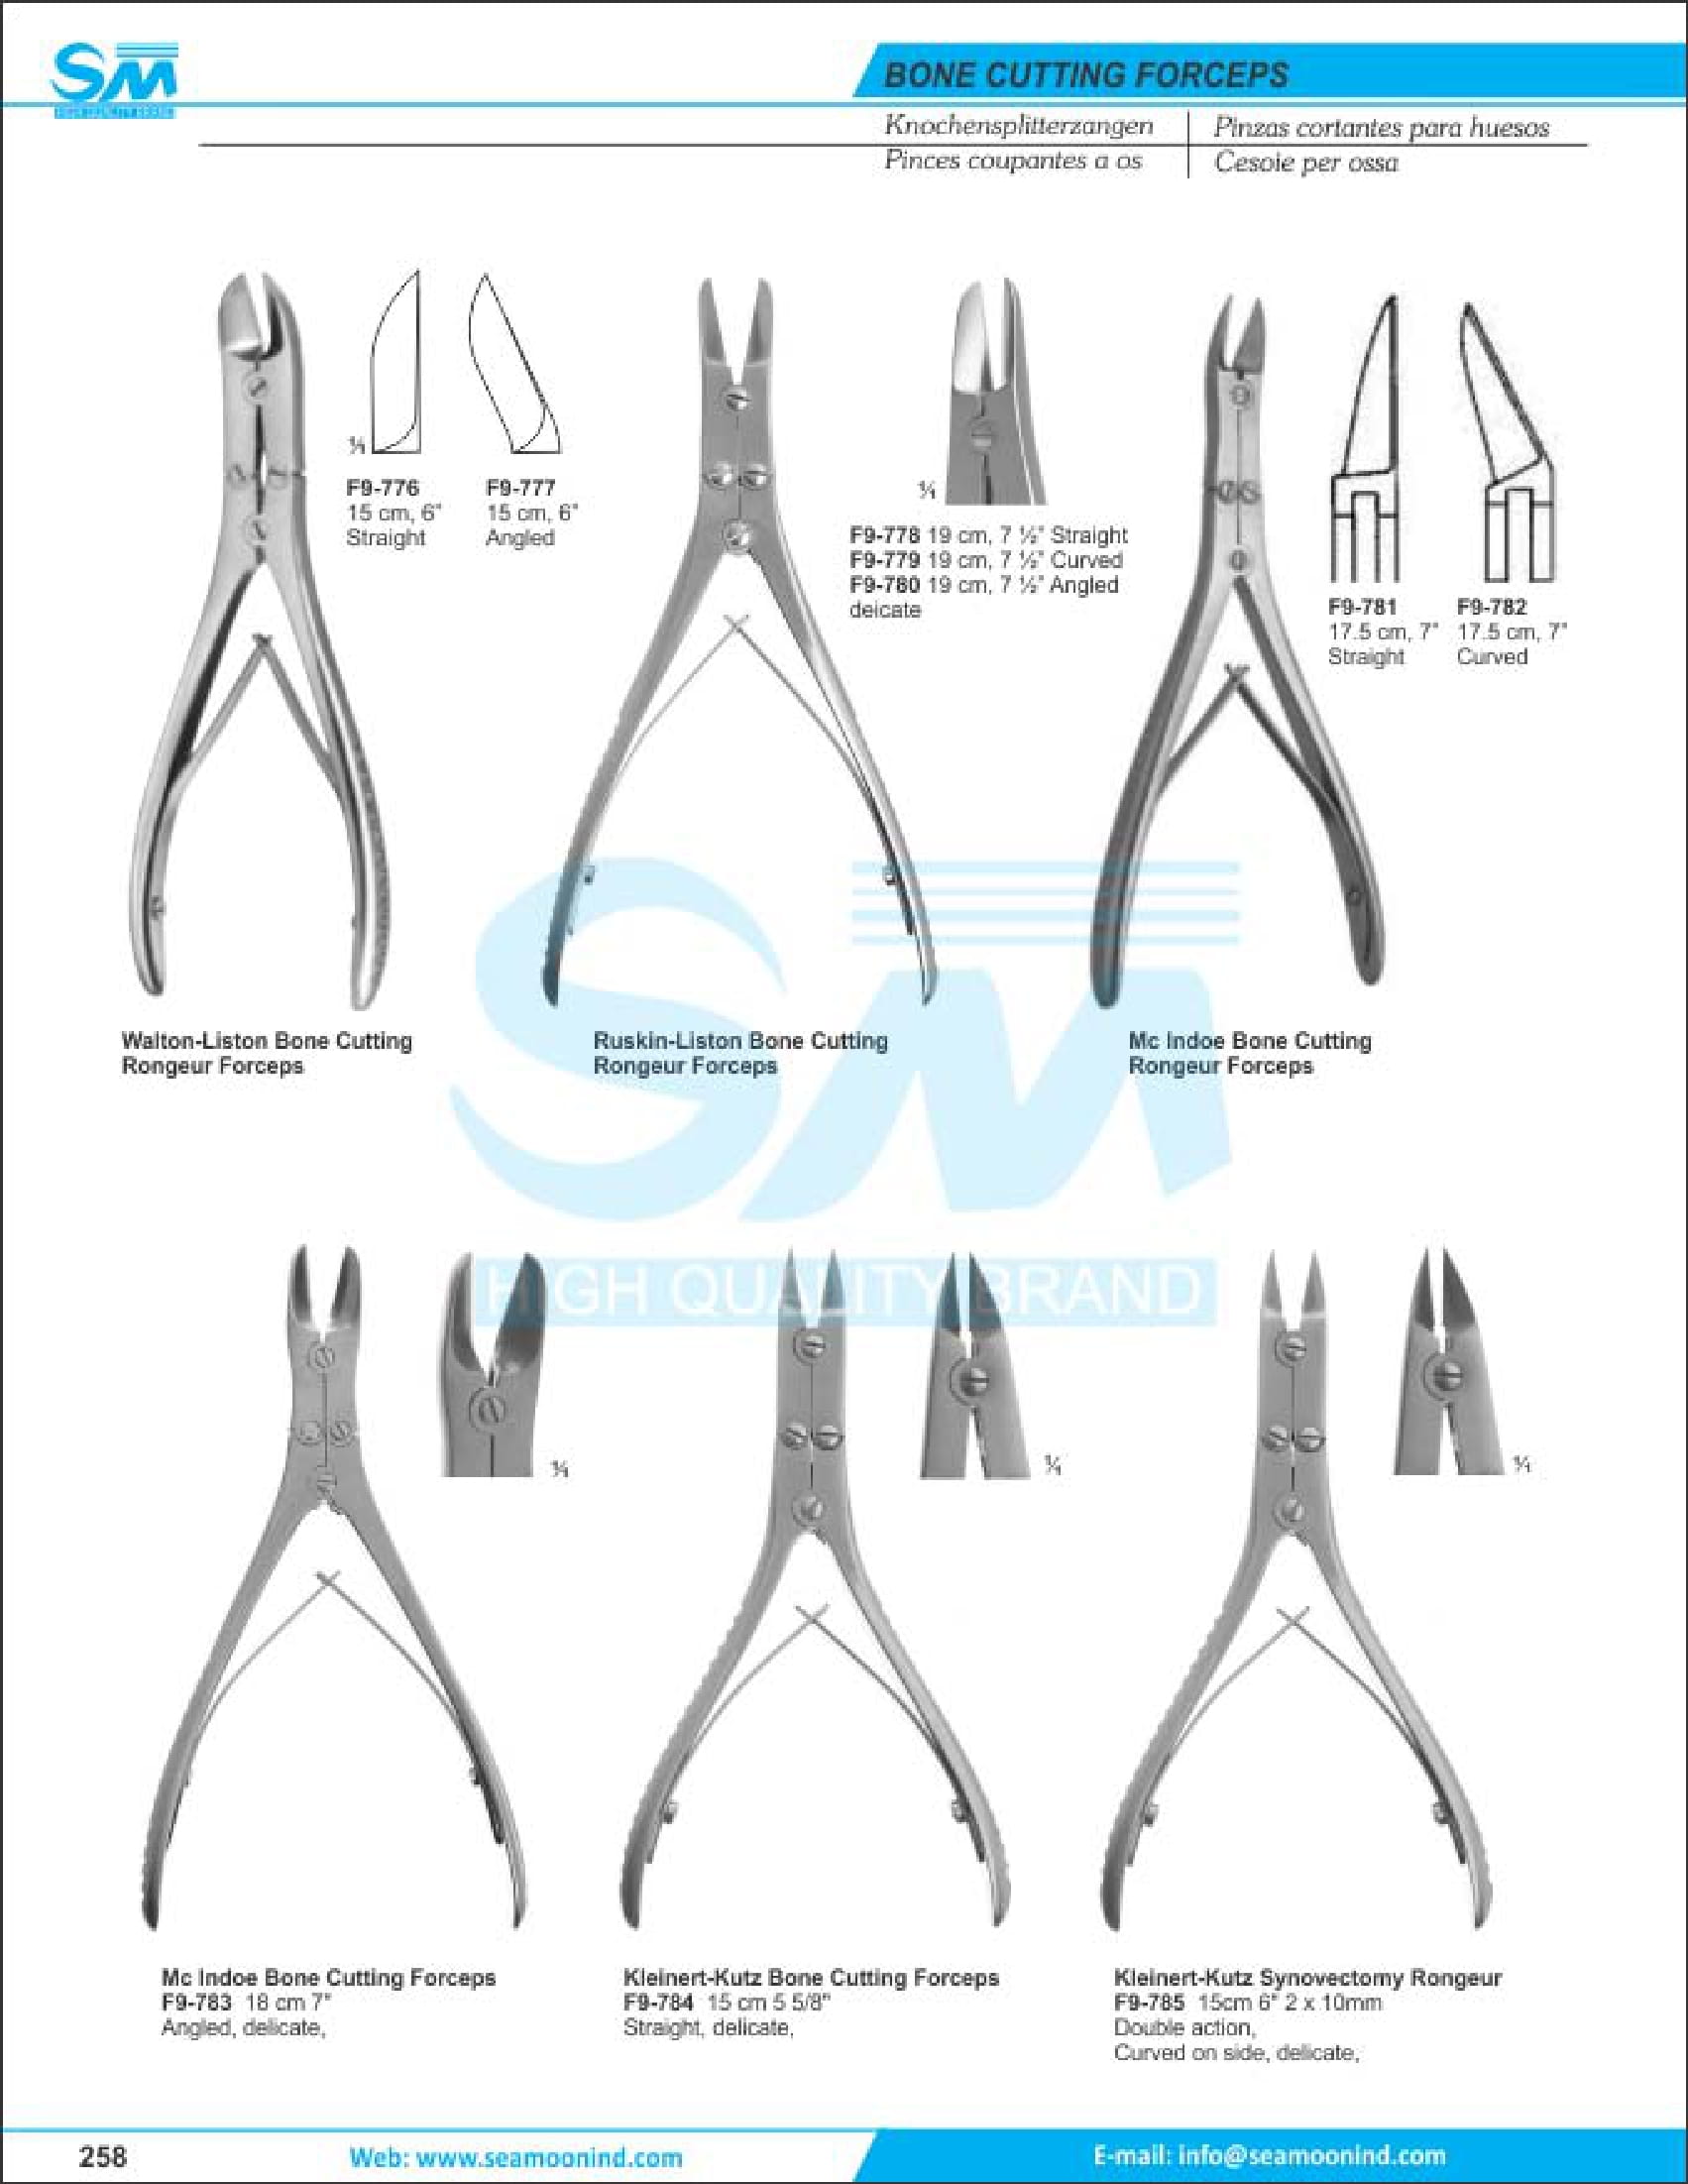 SM
BONE CUTTING FORCEPS
Knochensplitterzangen
Pinzas cortantes para huesos
Pinces coupantes a os
Cesoie per ossa
¹⁄₁
F9-776
15 cm, 6"
Straight
F9-777
15 cm, 6"
Angled
¹⁄₁
F9-778 19 cm, 7 ½" Straight
F9-779 19 cm, 7 ½" Curved
F9-780 19 cm, 7 ½" Angled
deicate
F9-781
17.5 cm, 7"
Straight
F9-782
17.5 cm, 7"
Curved
Walton-Liston Bone Cutting
Rongeur Forceps
Ruskin-Liston Bone Cutting
Rongeur Forceps
Mc Indoe Bone Cutting
Rongeur Forceps
SM
HIGH QUALITY BRAND
¹⁄₁
¹⁄₁
¹⁄₁
Mc Indoe Bone Cutting Forceps
F9-783 18 cm 7"
Angled, delicate,
Kleinert-Kutz Bone Cutting Forceps
F9-784 15 cm 5 5/8"
Straight, delicate,
Kleinert-Kutz Synovectomy Rongeur
F9-785 15cm 6" 2 x 10mm
Double action,
Curved on side, delicate,
258
Web: www.seamoonind.com
E-mail: info@seamoonind.com